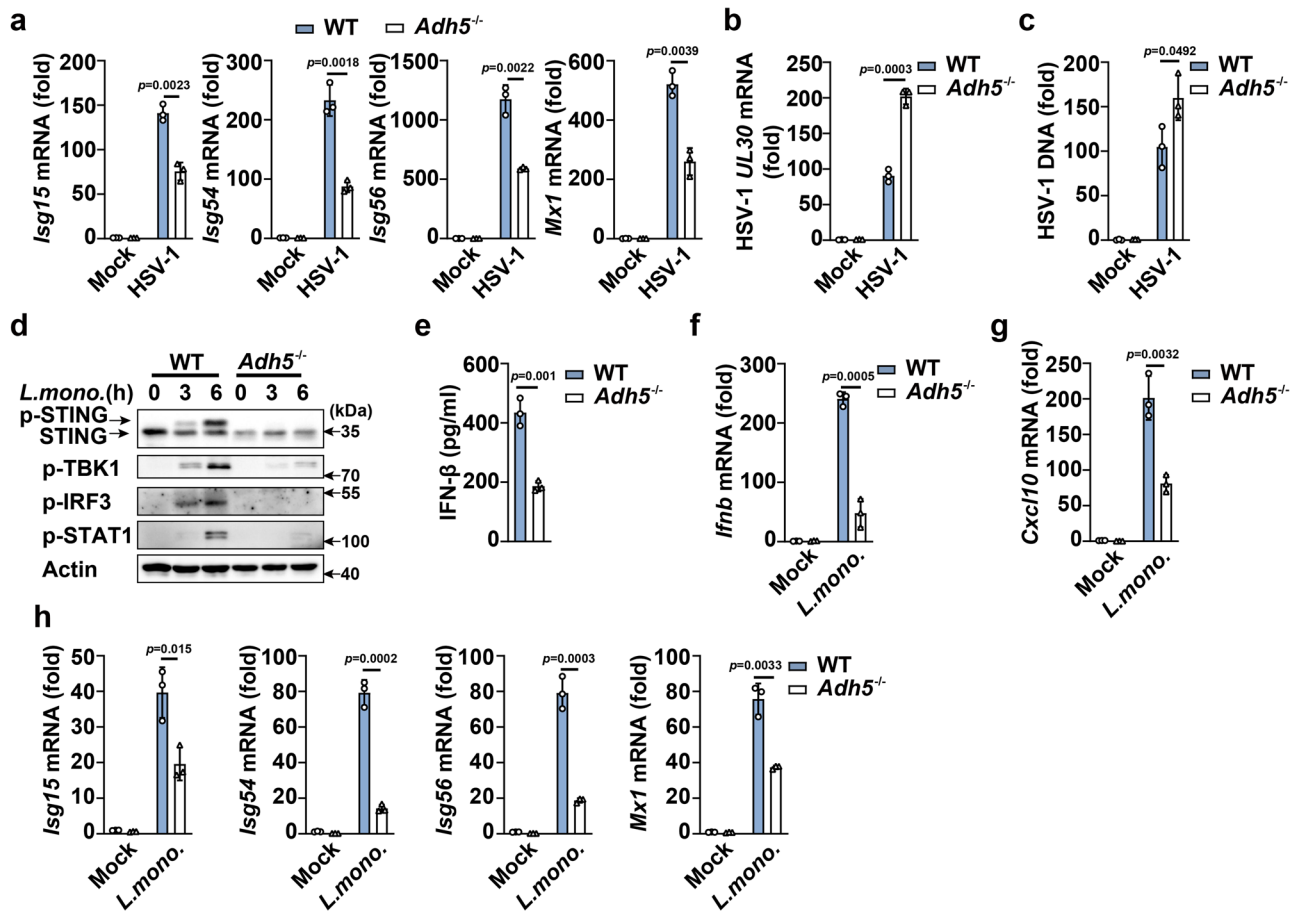 a
WT Adh5-/-
Isg15 mRNA (fold)
200
150
100
50
0
p=0.0023
Mock
HSV-1
Isg54 mRNA (fold)
300
200
100
0
p=0.0018
Mock
HSV-1
Isg56 mRNA (fold)
1500
1000
500
0
p=0.0022
Mock
HSV-1
Mx1 mRNA (fold)
600
400
200
0
p=0.0039
Mock
HSV-1
b
HSV-1 UL30 mRNA
(fold)
250
200
150
100
50
0
p=0.0003
WT
Adh5-/-
Mock
HSV-1
c
HSV-1 DNA (fold)
200
150
100
50
0
p=0.0492
WT
Adh5-/-
Mock
HSV-1
d
WT Adh5-/-
L.mono.(h) 0 3 6 0 3 6
(kDa)
p-STING
STING
35
p-TBK1
70
p-IRF3
55
p-STAT1
100
Actin
40
e
IFN-β (pg/ml)
600
400
200
0
p=0.001
WT
Adh5-/-
f
Ifnb mRNA (fold)
300
200
100
0
p=0.0005
WT
Adh5-/-
Mock
L.mono.
g
Cxcl10 mRNA (fold)
250
200
150
100
50
0
p=0.0032
WT
Adh5-/-
Mock
L.mono.
h
Isg15 mRNA (fold)
50
40
30
20
10
0
p=0.015
Mock
L.mono.
Isg54 mRNA (fold)
100
80
60
40
20
0
p=0.0002
Mock
L.mono.
Isg56 mRNA (fold)
100
80
60
40
20
0
p=0.0003
Mock
L.mono.
Mx1 mRNA (fold)
100
80
60
40
20
0
p=0.0033
WT
Adh5-/-
Mock
L.mono.